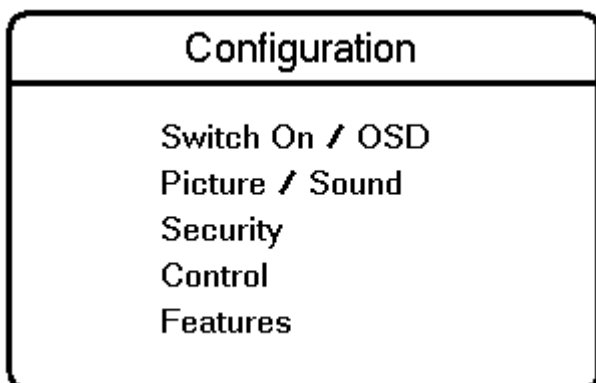 Configuration
Switch On / OSD
Picture / Sound
Security
Control
Features